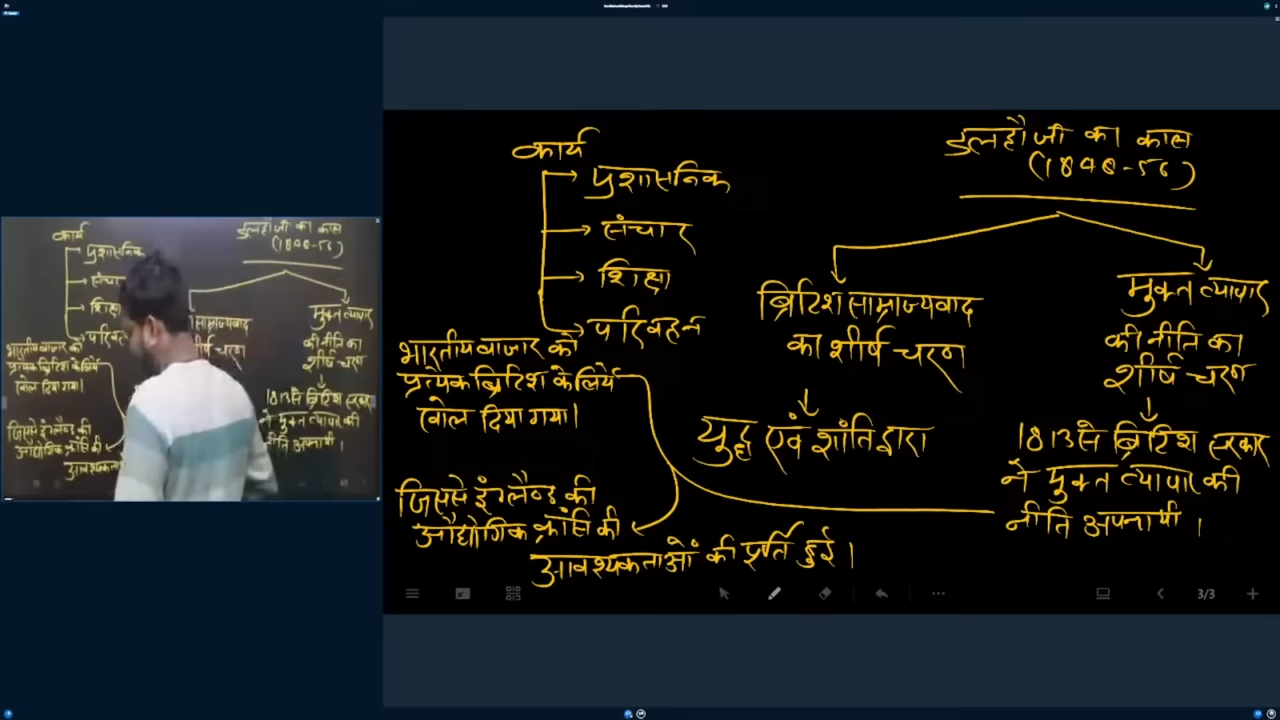 कार्य
प्रशासनिक
संचार
शिक्षा
परिवहन
डलहौजी का काल
(1848-56)
ब्रिटिश साम्राज्यवाद
का शीर्ष चरण
युद्ध एवं शांति द्वारा
मुक्त व्यापार
की नीति का
शीर्ष चरण
1813 से ब्रिटिश सरकार
ने मुक्त व्यापार की
नीति अपनायी ।
भारतीय बाजार को
प्रत्येक ब्रिटिश के लिये
खोल दिया गया।
जिससे इंग्लैण्ड की
औद्योगिक क्रांति की
आवश्यकताओं की पूर्ति हुई ।
3/3